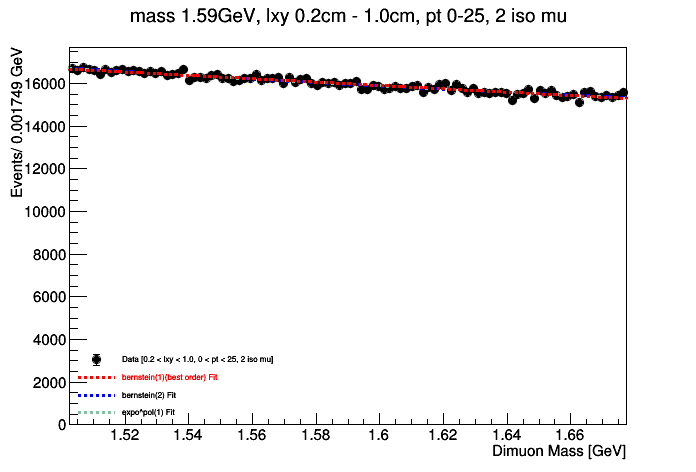 mass 1.59GeV, lxy 0.2cm - 1.0cm, pt 0-25, 2 iso mu
Events/ 0.001749 GeV
16000
14000
12000
10000
8000
6000
4000
2000
0
Data [0.2 < lxy < 1.0, 0 < pt < 25, 2 iso mu]
bernstein(1)(best order) Fit
bernstein(2) Fit
expo^pol(1) Fit
1.52 1.54 1.56 1.58 1.6 1.62 1.64 1.66
Dimuon Mass [GeV]